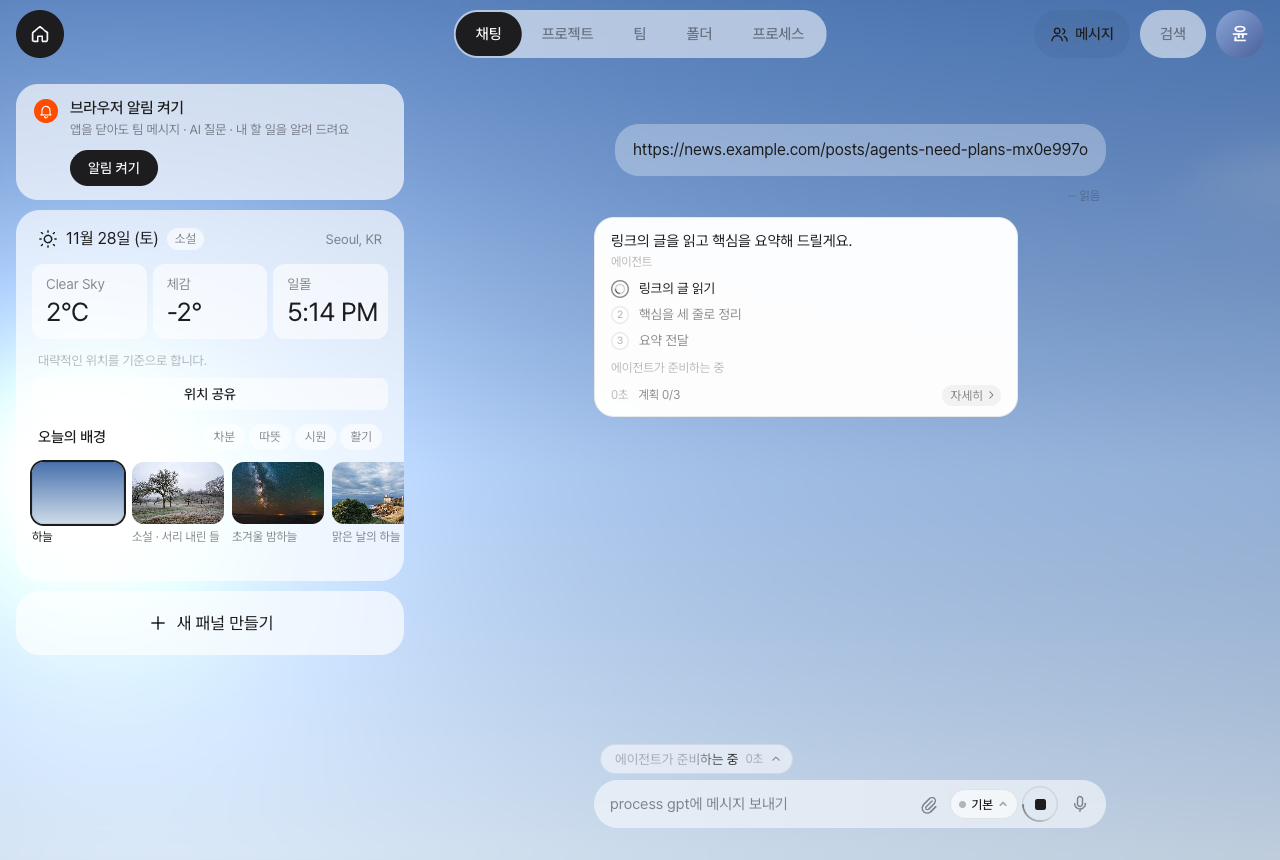 채팅
프로젝트
팀
폴더
프로세스
메시지
검색
윤
브라우저 알림 켜기
앱을 닫아도 팀 메시지 · AI 질문 · 내 할 일을 알려 드려요
알림 켜기
11월 28일 (토)
소설
Seoul, KR
Clear Sky
2°C
체감
-2°
일몰
5:14 PM
대략적인 위치를 기준으로 합니다.
위치 공유
오늘의 배경
차분
따뜻
시원
활기
하늘
소설 · 서리 내린 들
초겨울 밤하늘
맑은 날의 하늘
새 패널 만들기
https://news.example.com/posts/agents-need-plans-mx0e997o
읽음
링크의 글을 읽고 핵심을 요약해 드릴게요.
에이전트
링크의 글 읽기
2 핵심을 세 줄로 정리
3 요약 전달
에이전트가 준비하는 중
0초 계획 0/3
자세히
에이전트가 준비하는 중 0초
process gpt에 메시지 보내기
기본